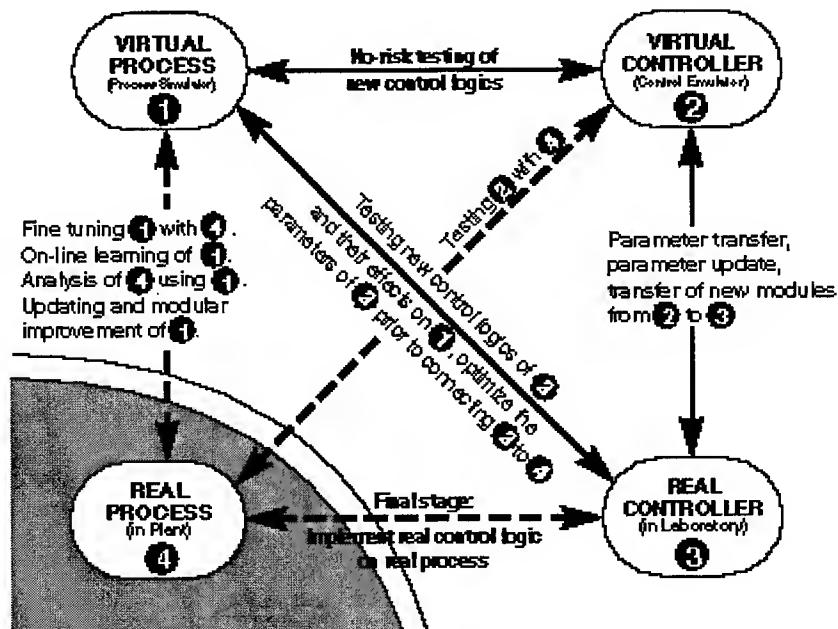 VIRTUAL
PROCESS
(Process Simulator)
1
No-risk testing of
new control logics
VIRTUAL
CONTROLLER
(Control Emulator)
2
Fine tuning 1 with 4.
On-line learning of 1.
Analysis of 4 using 1.
Updating and modular
improvement of 1.
Testing 2 with 4
Testing new control logics of
and their effects on 1, optimize the
parameters of prior to connecting to
Parameter transfer,
parameter update,
transfer of new modules
from 2 to 3
REAL
PROCESS
(in Plant)
4
Final stage:
Implement real control logic
on real process
REAL
CONTROLLER
(in Laboratory)
3